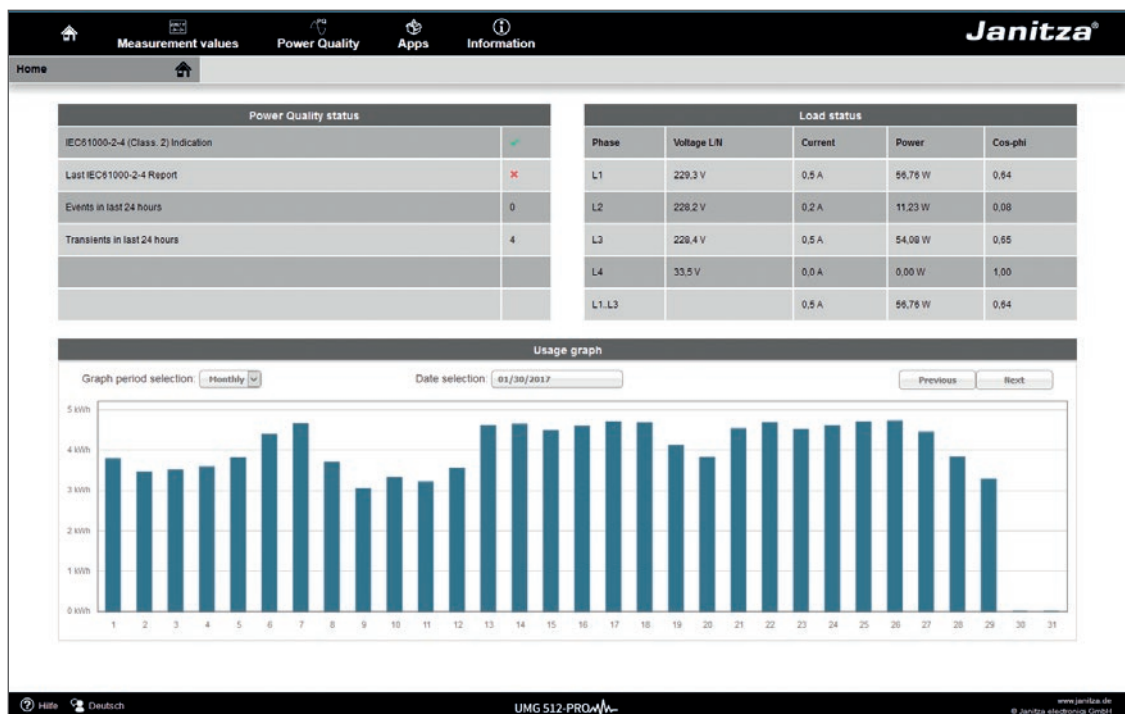 Measurement values Power Quality Apps Information Janitza®
Home
Power Quality status
IEC61000-2-4 (Class. 2) Indication
Last IEC61000-2-4 Report
Events in last 24 hours 0
Transients in last 24 hours 4
Load status
Phase Voltage L/N Current Power Cos-phi
L1 229,3 V 0,5 A 56,76 W 0,64
L2 228,2 V 0,2 A 11,23 W 0,08
L3 228,4 V 0,5 A 54,08 W 0,65
L4 33,5 V 0,0 A 0,00 W 1,00
L1..L3 0,5 A 56,76 W 0,64
Usage graph
Graph period selection: Monthly Date selection: 01/30/2017 Previous Next
5 kWh
4 kWh
3 kWh
2 kWh
1 kWh
0 kWh
1 2 3 4 5 6 7 8 9 10 11 12 13 14 15 16 17 18 19 20 21 22 23 24 25 26 27 28 29 30 31
Hilfe Deutsch UMG 512-PRO www.janitza.de
© Janitza electronics GmbH